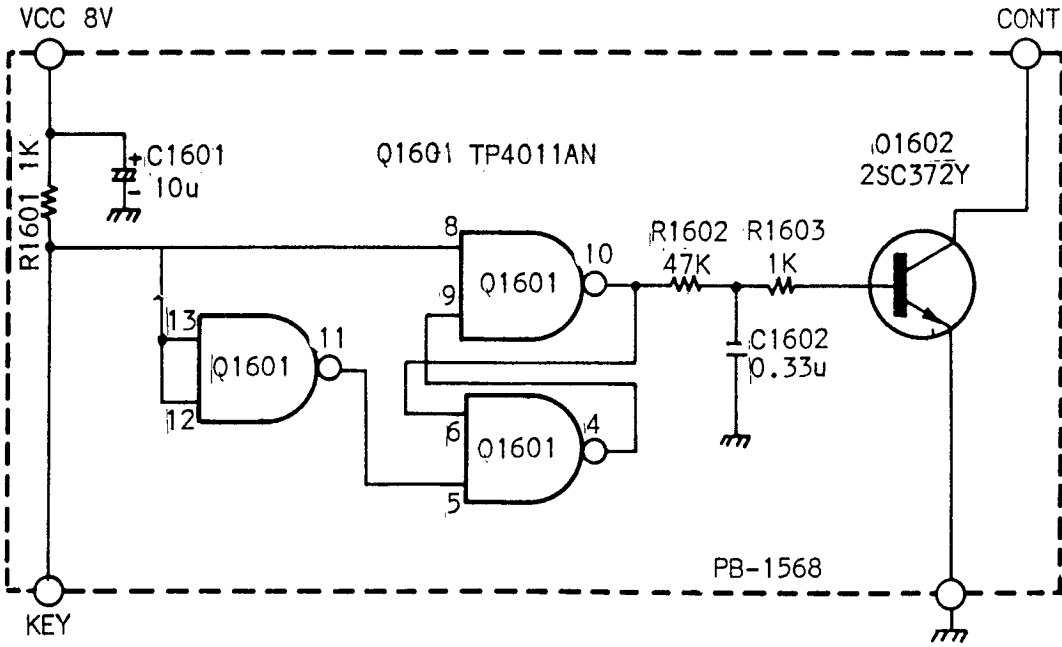 VCC 8V
CONT
R1601 1K
C1601
10u
Q1601 TP4011AN
Q1602
2SC372Y
8
10
R1602 R1603
47K 1K
Q1601
9
13
11
Q1601
C1602
0.33u
12
6
4
Q1601
5
PB-1568
KEY